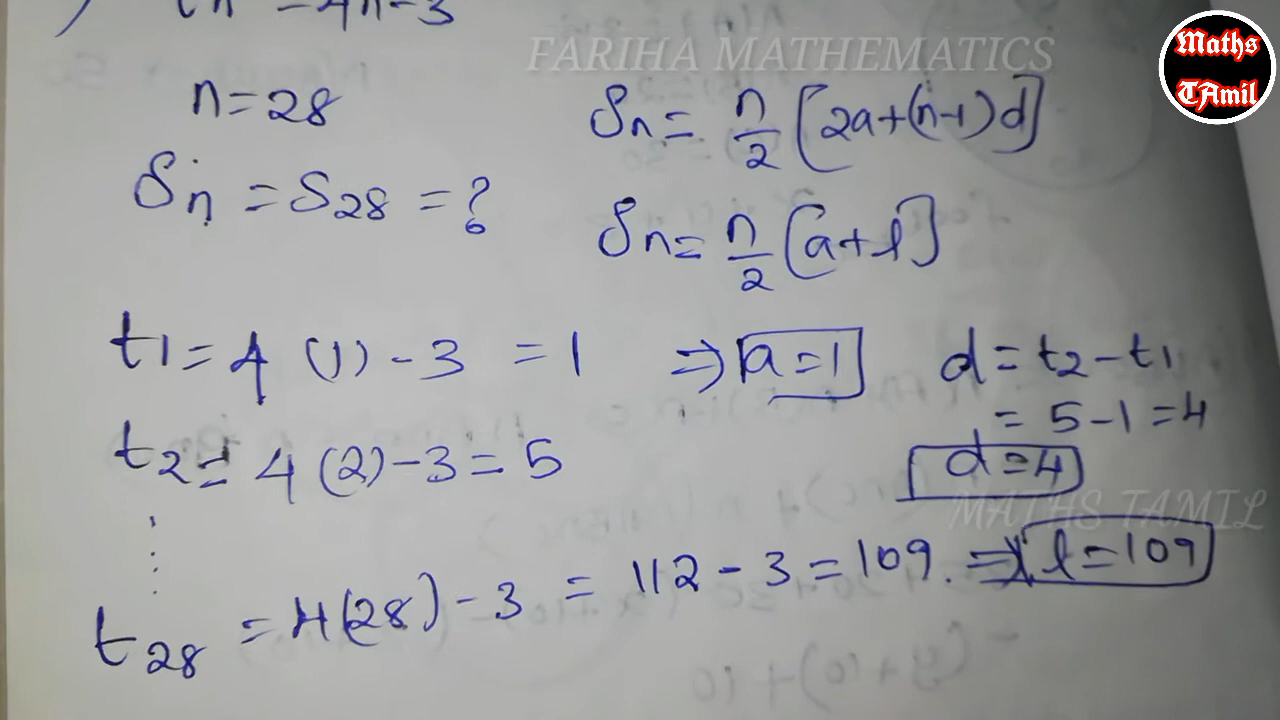 tn = 4n-3
FARIHA MATHEMATICS
Maths
TAmil
n=28
Sn = n/2 [2a+(n-1)d]
Sn = S28 = ?
Sn = n/2 [a+l]
t1 = 4 (1) - 3 = 1 ⇒ a=1
d = t2 - t1
= 5 - 1 = 4
t2 = 4 (2) - 3 = 5
d=4
MATHS TAMIL
t28 = 4(28) - 3 = 112 - 3 = 109. ⇒ l=109